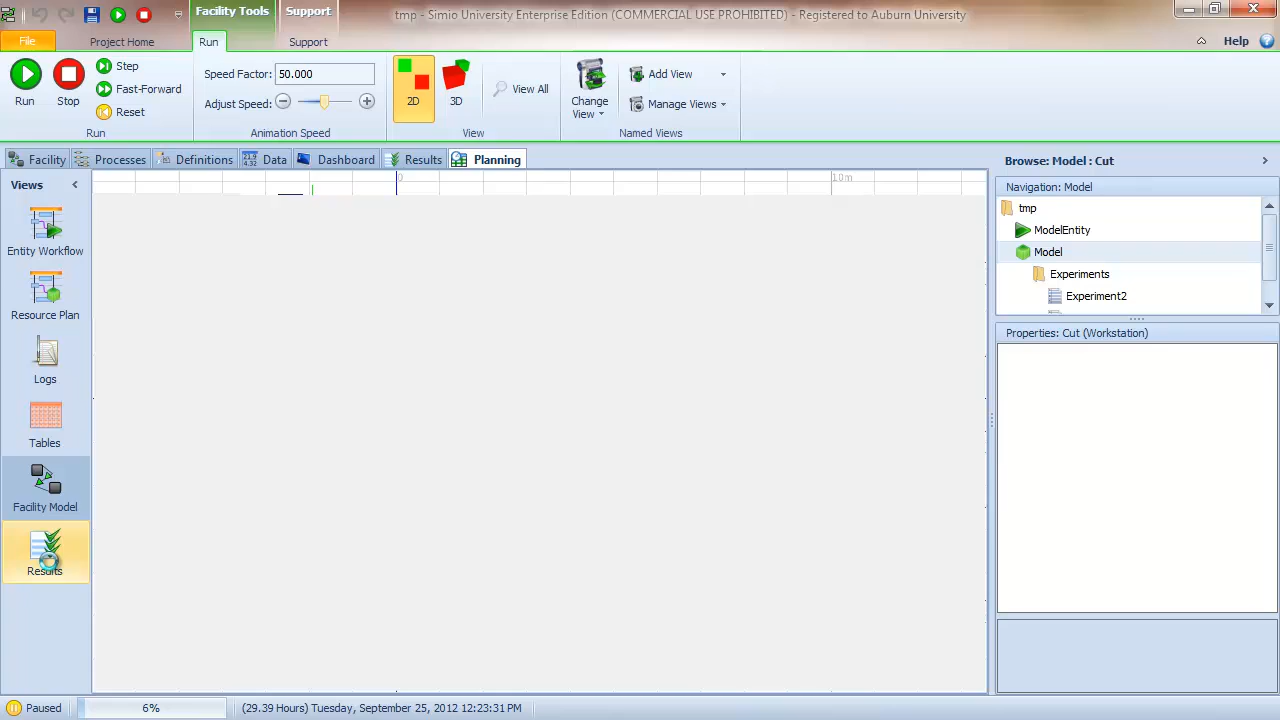 Facility Tools
Support
tmp - Simio University Enterprise Edition (COMMERCIAL USE PROHIBITED) - Registered to Auburn University
File
Project Home
Run
Support
Help
Run
Stop
Step
Fast-Forward
Reset
Run
Speed Factor: 50.000
Adjust Speed:
Animation Speed
2D
3D
View All
View
Change View
Add View
Manage Views
Named Views
Facility
Processes
Definitions
Data
Dashboard
Results
Planning
Browse: Model : Cut
Views
0
10m
Navigation: Model
tmp
ModelEntity
Model
Experiments
Experiment2
Entity Workflow
Resource Plan
Logs
Tables
Facility Model
Results
Properties: Cut (Workstation)
Paused
6%
(29.39 Hours) Tuesday, September 25, 2012 12:23:31 PM